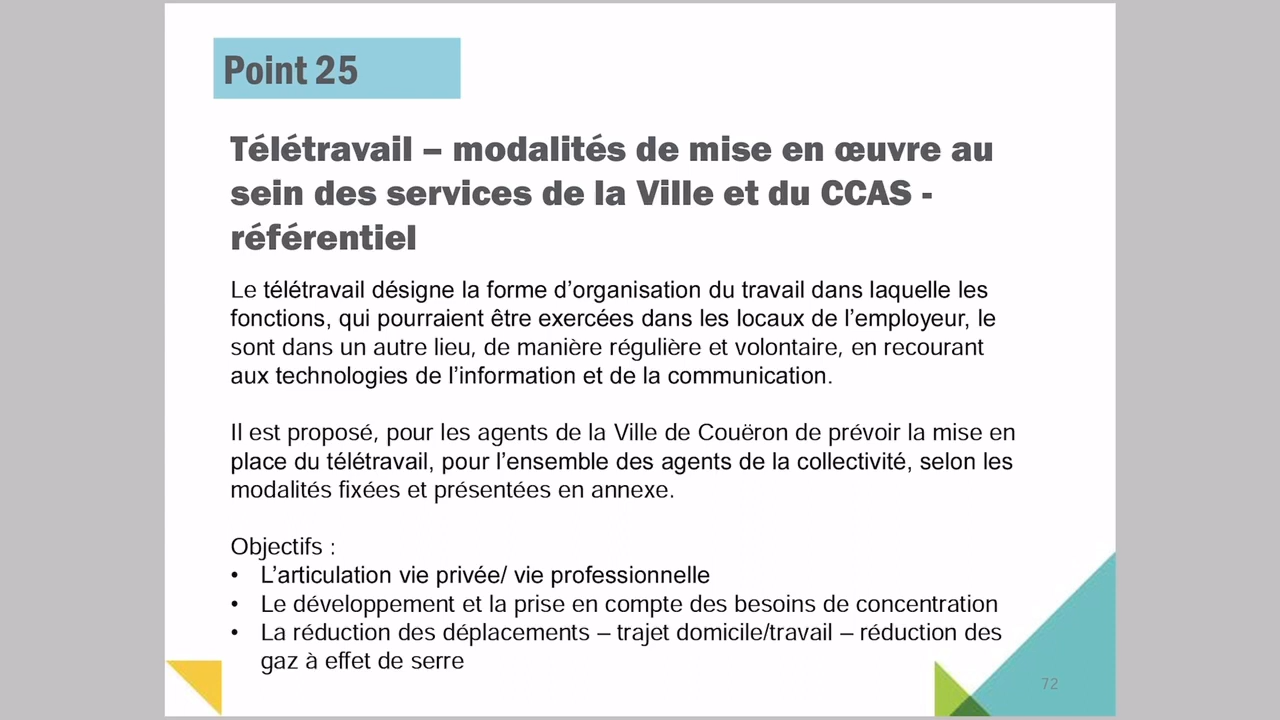 Point 25
Télétravail – modalités de mise en œuvre au
sein des services de la Ville et du CCAS -
référentiel
Le télétravail désigne la forme d’organisation du travail dans laquelle les
fonctions, qui pourraient être exercées dans les locaux de l’employeur, le
sont dans un autre lieu, de manière régulière et volontaire, en recourant
aux technologies de l’information et de la communication.
Il est proposé, pour les agents de la Ville de Couëron de prévoir la mise en
place du télétravail, pour l’ensemble des agents de la collectivité, selon les
modalités fixées et présentées en annexe.
Objectifs :
• L’articulation vie privée/ vie professionnelle
• Le développement et la prise en compte des besoins de concentration
• La réduction des déplacements – trajet domicile/travail – réduction des
gaz à effet de serre
72